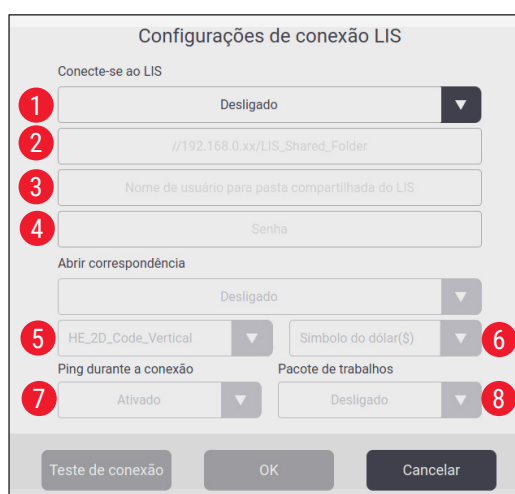 Configurações de conexão LIS
Conecte-se ao LIS
1 Desligado
2 //192.168.0.xx/LIS_Shared_Folder
3 Nome de usuário para pasta compartilhada do LIS
4 Senha
Abrir correspondência
Desligado
5 HE_2D_Code_Vertical Símbolo do dólar($) 6
Ping durante a conexão Pacote de trabalhos
7 Ativado Desligado 8
Teste de conexão OK Cancelar